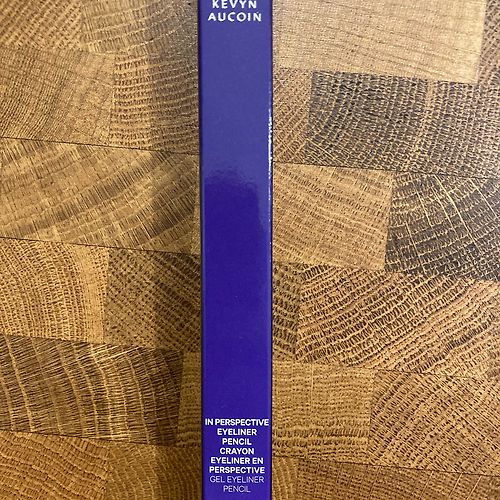 KEVYN
AUCOIN
IN PERSPECTIVE
EYELINER
PENCIL
CRAYON
EYELINER EN
PERSPECTIVE
GEL EYELINER
PENCIL